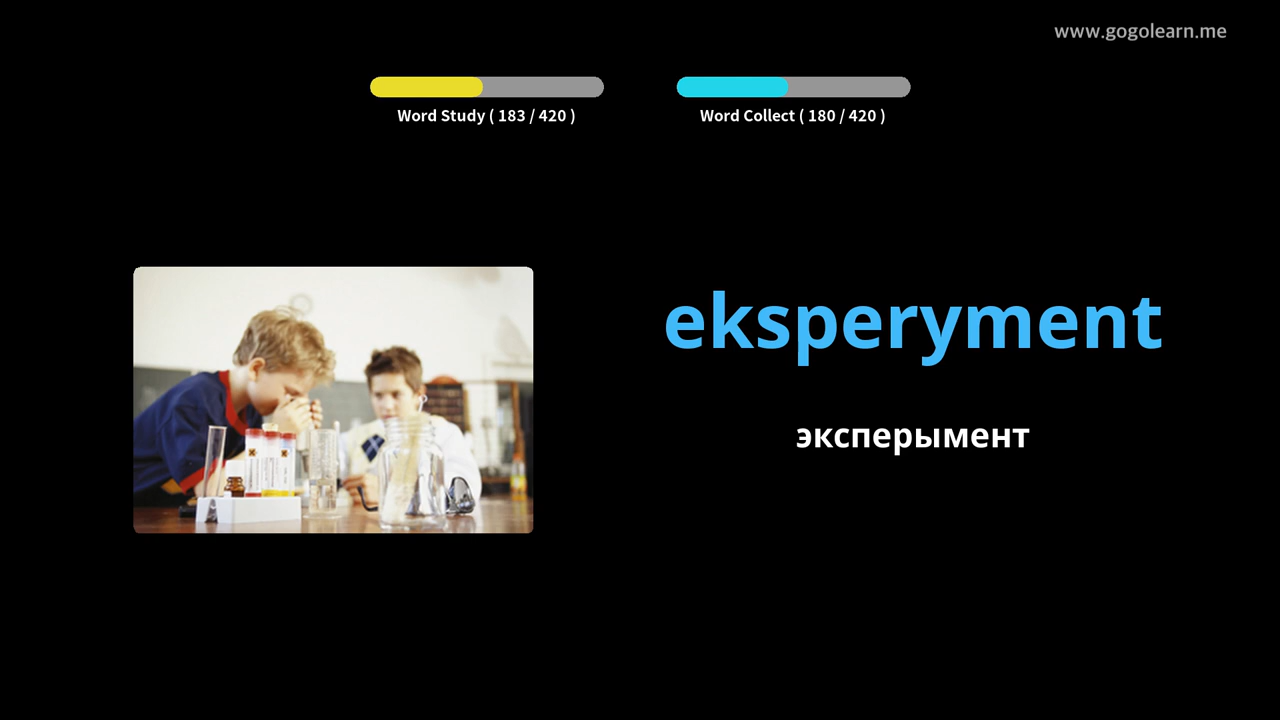 www.gogolearn.me
Word Study ( 183 / 420 )
Word Collect ( 180 / 420 )
eksperyment
эксперымент